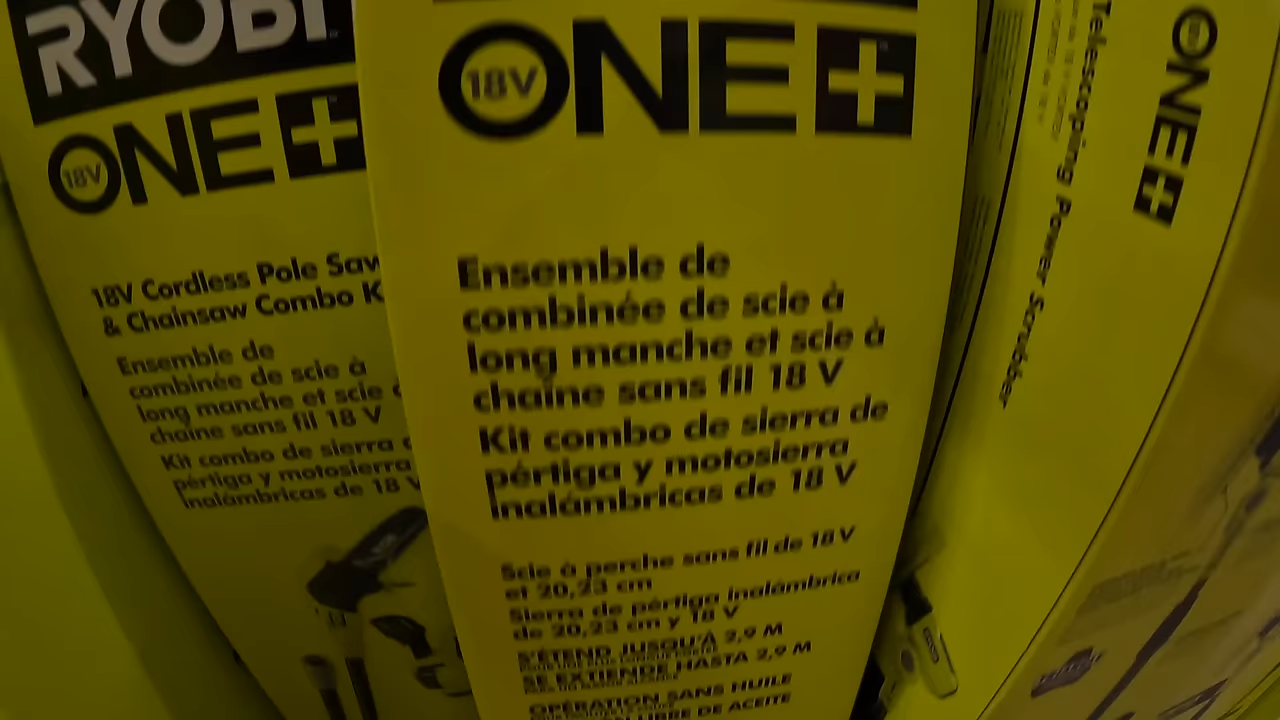 RYOBI
18V ONE+
18V Cordless Pole Saw
& Chainsaw Combo K
Ensemble de
combinée de scie à
long manche et scie
chaîne sans fil 18 V
Kit combo de sierra
pértiga y motosierra
inalámbricas de 18 V
18V ONE+
Ensemble de
combinée de scie à
long manche et scie à
chaîne sans fil 18 V
Kit combo de sierra de
pértiga y motosierra
inalámbricas de 18 V
Scie à perche sans fil de 18 V
et 20,23 cm
Sierra de pértiga inalámbrica
de 20,23 cm y 18 V
S'ÉTEND JUSQU'À 2,9 M
SE EXTIENDE HASTA 2,9 M
OPÉRATION SANS HUILE
LIBRE DE ACEITE
Telescoping Power Scrubber
ONE+